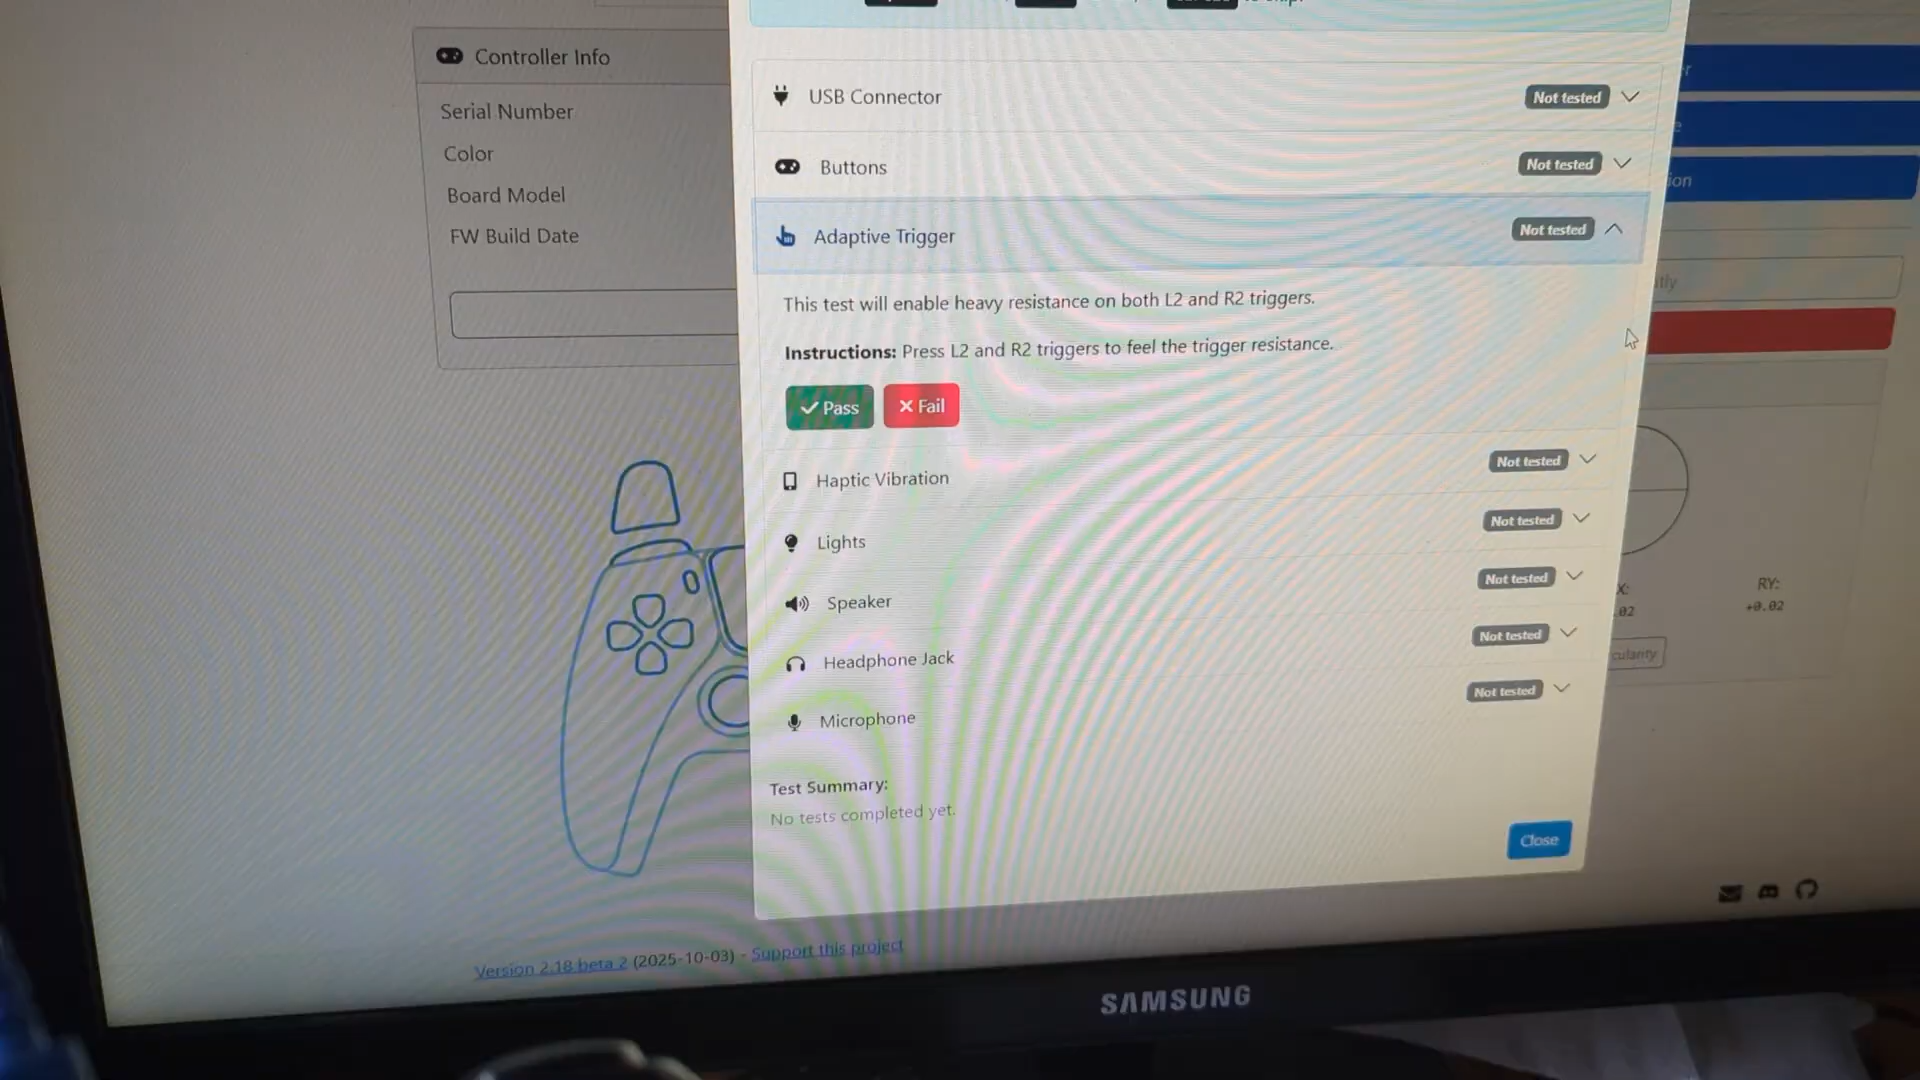 to skip.
Controller Info
Serial Number
Color
Board Model
FW Build Date
USB Connector
Not tested
Buttons
Not tested
Adaptive Trigger
Not tested
This test will enable heavy resistance on both L2 and R2 triggers.
Instructions: Press L2 and R2 triggers to feel the trigger resistance.
Pass
Fail
Haptic Vibration
Not tested
Lights
Not tested
Speaker
Not tested
Headphone Jack
Not tested
Microphone
Not tested
Test Summary:
No tests completed yet.
Close
RY:
+0.02
Version 2.18 beta 2 (2025-10-03) - Support this project
SAMSUNG